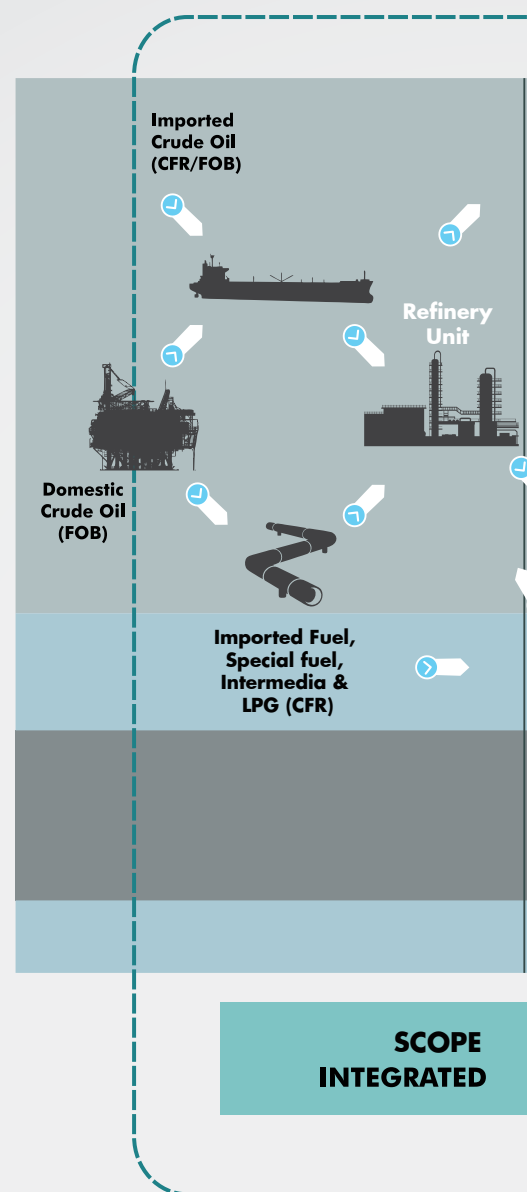 Imported
Crude Oil
(CFR/FOB)
Refinery
Unit
Domestic
Crude Oil
(FOB)
Imported Fuel,
Special fuel,
Intermedia &
LPG (CFR)
SCOPE
INTEGRATED